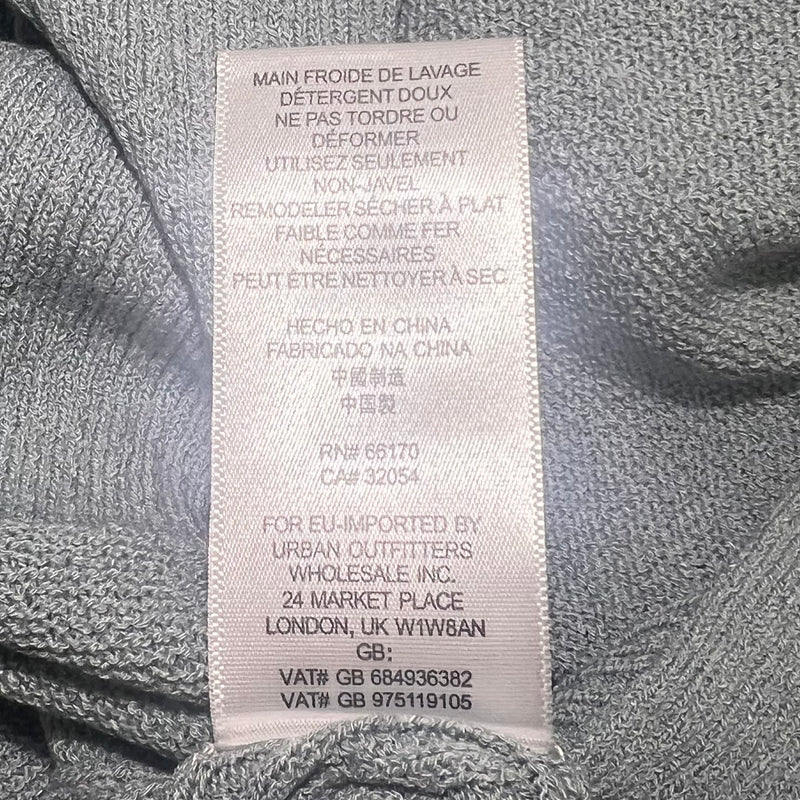 MAIN FROIDE DE LAVAGE
DÉTERGENT DOUX
NE PAS TORDRE OU
DÉFORMER
UTILISEZ SEULEMENT
NON-JAVEL
REMODELER SÉCHER À PLAT
FAIBLE COMME FER
NÉCESSAIRES
PEUT ÊTRE NETTOYER À SEC
HECHO EN CHINA
FABRICADO NA CHINA
中國制造
中国製
RN# 66170
CA# 32054
FOR EU-IMPORTED BY
URBAN OUTFITTERS
WHOLESALE INC.
24 MARKET PLACE
LONDON, UK W1W8AN
GB:
VAT# GB 684936382
VAT# GB 975119105